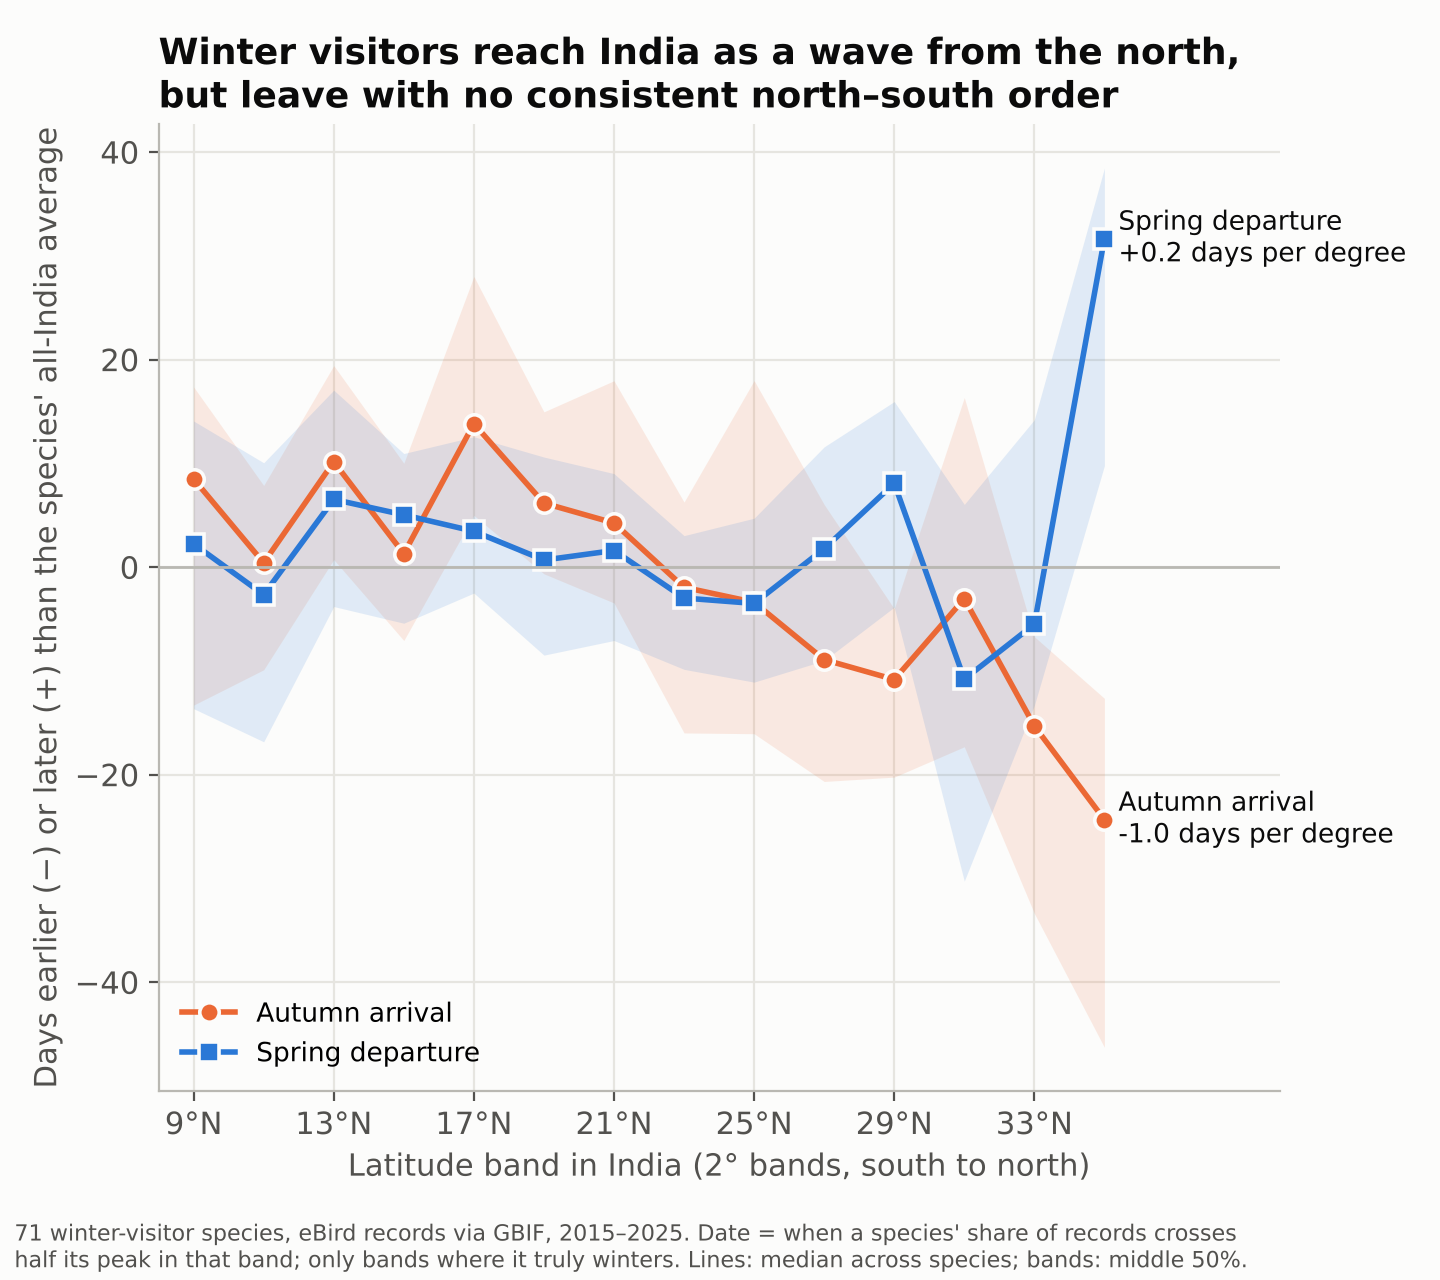 Winter visitors reach India as a wave from the north,
but leave with no consistent north–south order
Days earlier (−) or later (+) than the species' all-India average
40
20
0
−20
−40
Spring departure
+0.2 days per degree
Autumn arrival
-1.0 days per degree
Autumn arrival
Spring departure
9°N 13°N 17°N 21°N 25°N 29°N 33°N
Latitude band in India (2° bands, south to north)
71 winter-visitor species, eBird records via GBIF, 2015–2025. Date = when a species' share of records crosses
half its peak in that band; only bands where it truly winters. Lines: median across species; bands: middle 50%.